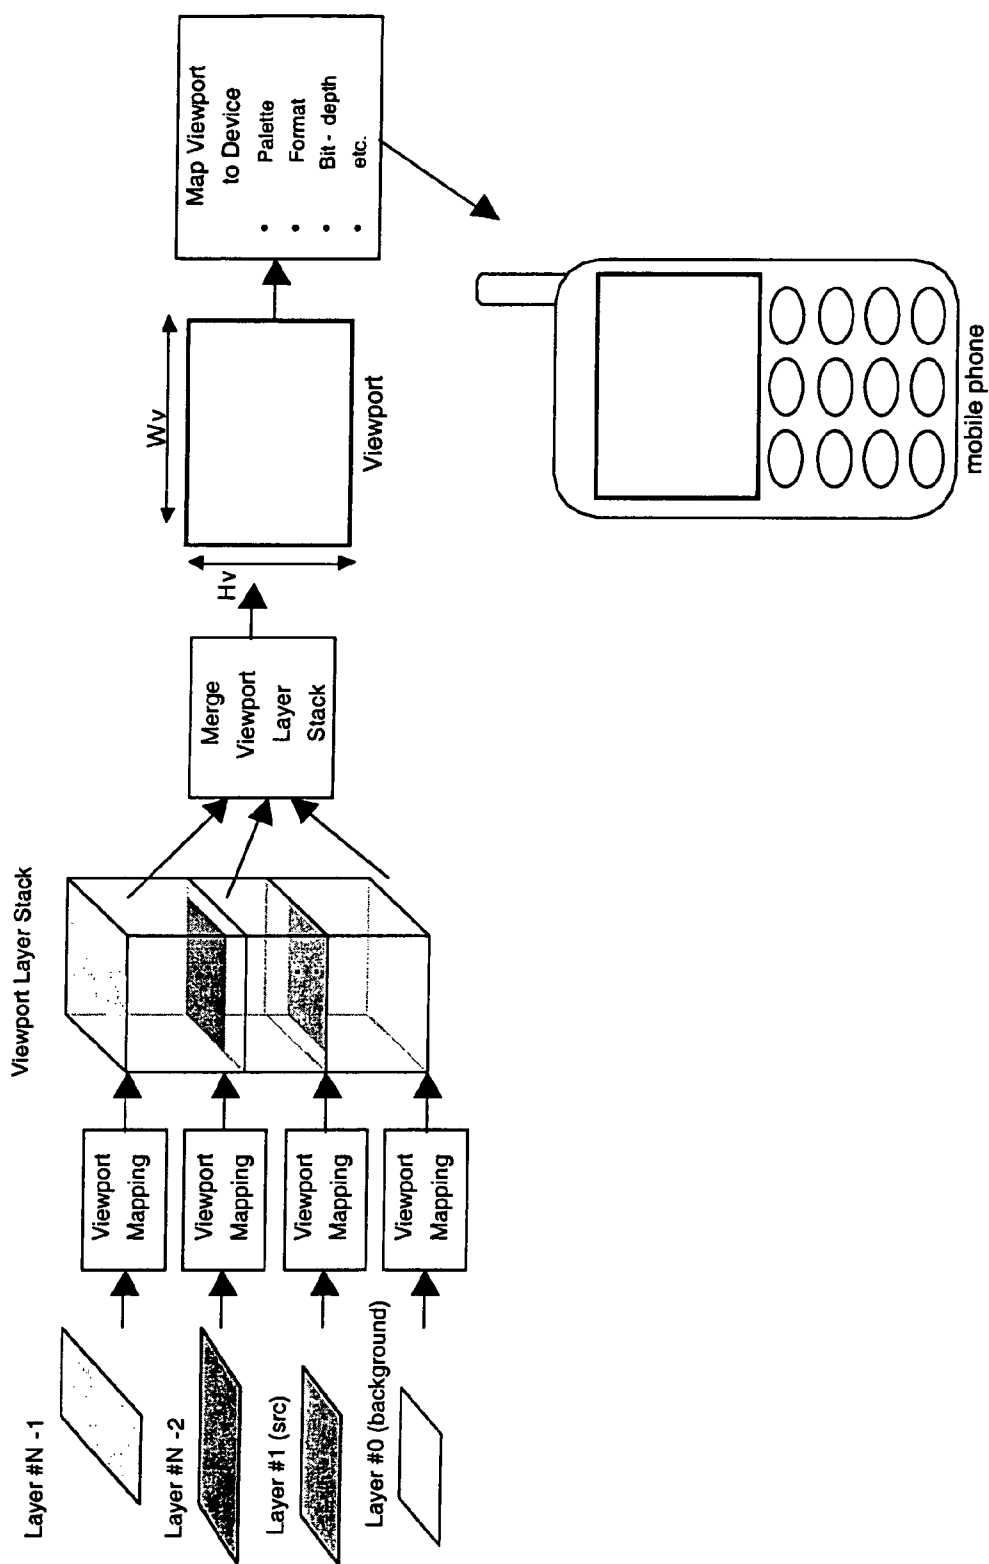 Layer #N -1
Layer #N -2
Layer #1 (src)
Layer #0 (background)
Viewport
Mapping
Viewport
Mapping
Viewport
Mapping
Viewport
Mapping
Viewport Layer Stack
Merge
Viewport
Layer
Stack
Hv
Wv
Viewport
Map Viewport
to Device
• Palette
• Format
• Bit - depth
• etc.
mobile phone